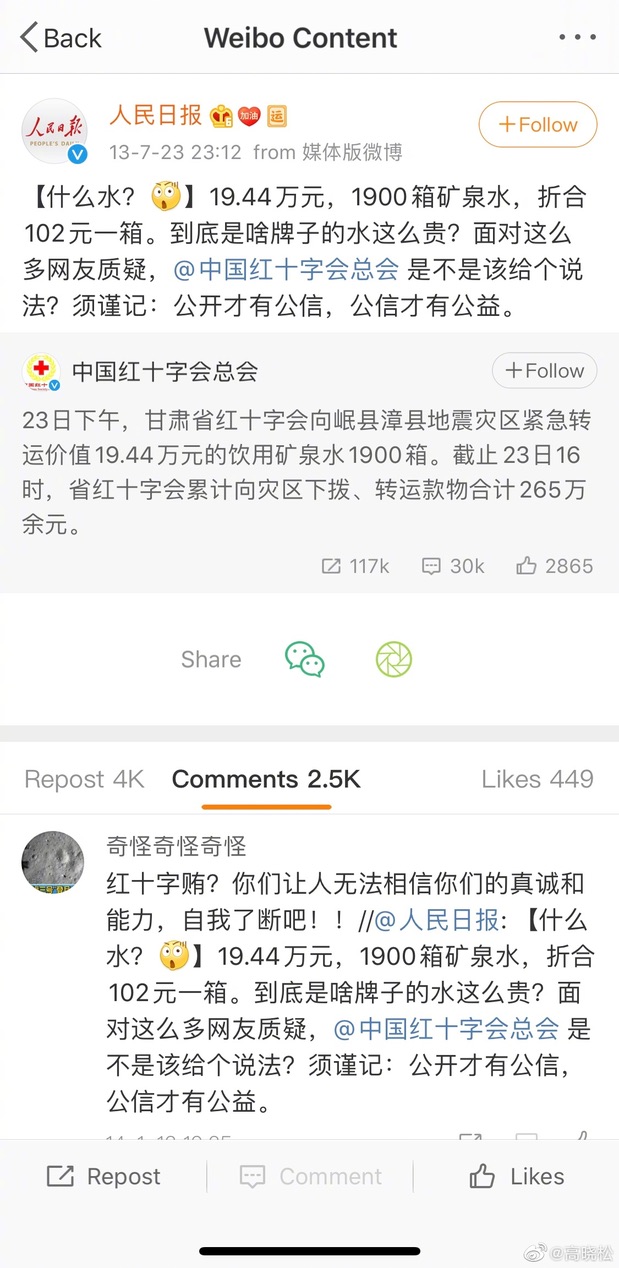 Back
Weibo Content
人民日报
PEOPLE'S DAILY
人民日报 加油 运
13-7-23 23:12 from 媒体版微博
+Follow
【什么水？😲】19.44万元，1900箱矿泉水，折合
102元一箱。到底是啥牌子的水这么贵？面对这么
多网友质疑，@中国红十字会总会 是不是该给个说
法？须谨记：公开才有公信，公信才有公益。
中国红十字会总会
+Follow
23日下午，甘肃省红十字会向岷县漳县地震灾区紧急转
运价值19.44万元的饮用矿泉水1900箱。截止23日16
时，省红十字会累计向灾区下拨、转运款物合计265万
余元。
117k 30k 2865
Share
Repost 4K Comments 2.5K Likes 449
奇怪奇怪奇怪
红十字贿？你们让人无法相信你们的真诚和
能力，自我了断吧！！//@人民日报:【什么
水？😲】19.44万元，1900箱矿泉水，折合
102元一箱。到底是啥牌子的水这么贵？面
对这么多网友质疑，@中国红十字会总会 是
不是该给个说法？须谨记：公开才有公信，
公信才有公益。
Repost Comment Likes
@高晓松